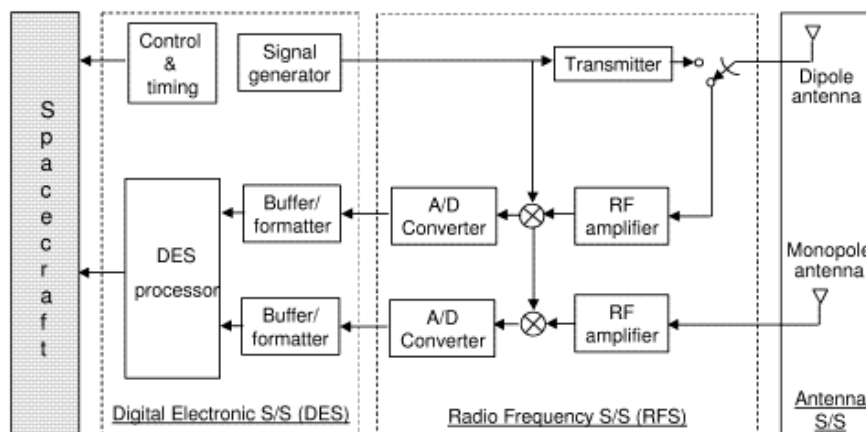 Spacecraft
Control
&
timing
Signal
generator
Transmitter
Dipole
antenna
DES
processor
Buffer/
formatter
A/D
Converter
RF
amplifier
Monopole
antenna
Buffer/
formatter
A/D
Converter
RF
amplifier
Digital Electronic S/S (DES)
Radio Frequency S/S (RFS)
Antenna
S/S